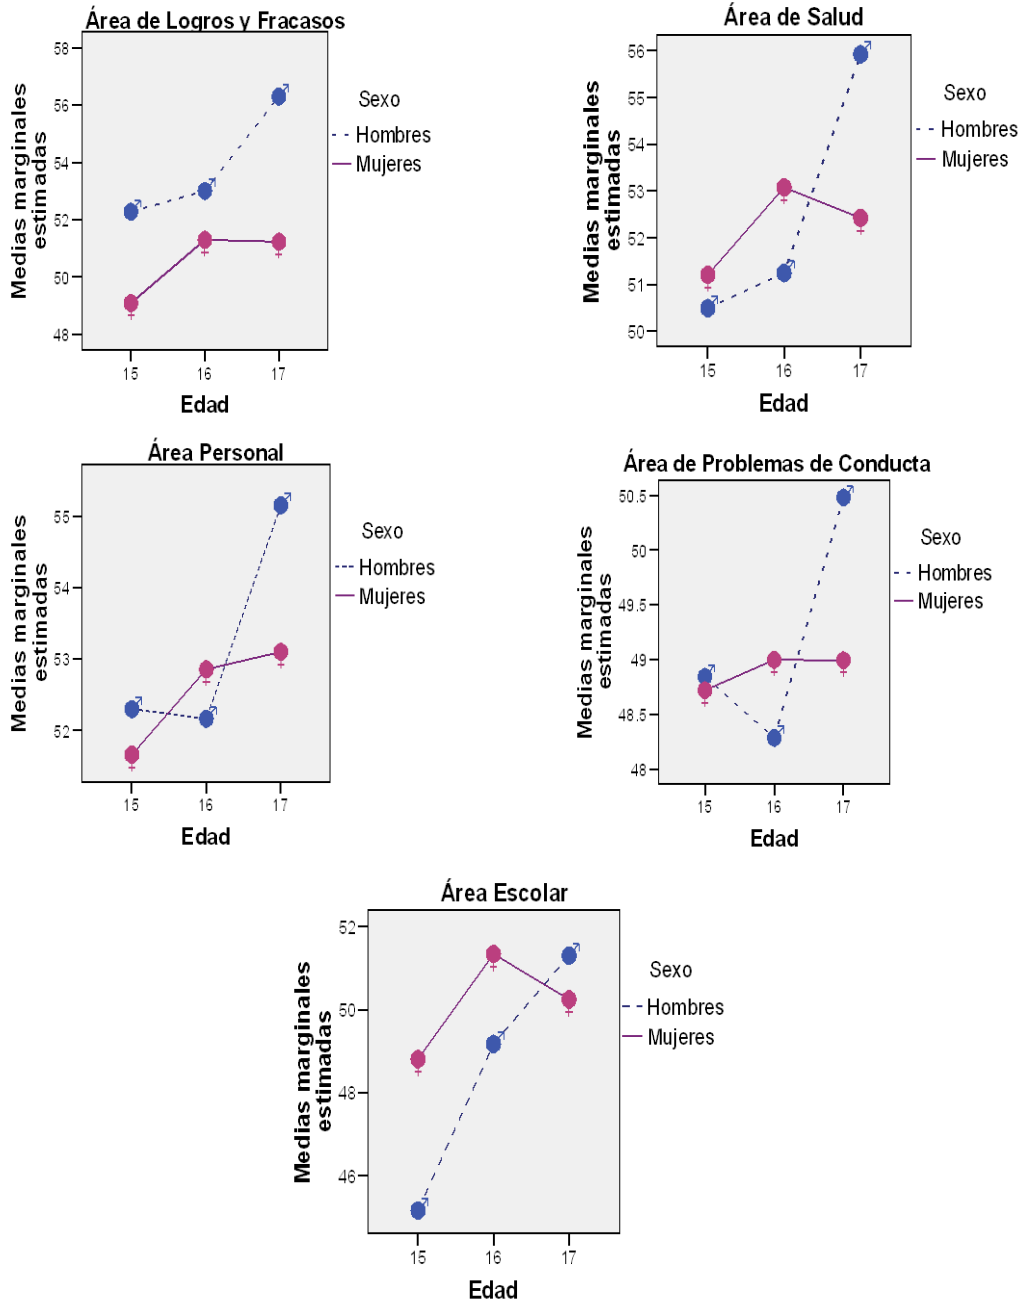 Área de Logros y Fracasos
58
56
54
52
50
48
15 16 17
Medias marginales
estimadas
Edad
Sexo
Hombres
Mujeres
Área de Salud
56
55
54
53
52
51
50
15 16 17
Medias marginales
estimadas
Edad
Sexo
Hombres
Mujeres
Área Personal
55
54
53
52
15 16 17
Medias marginales
estimadas
Edad
Sexo
Hombres
Mujeres
Área de Problemas de Conducta
50.5
50
49.5
49
48.5
48
15 16 17
Medias marginales
estimadas
Edad
Sexo
Hombres
Mujeres
Área Escolar
52
50
48
46
15 16 17
Medias marginales
estimadas
Edad
Sexo
Hombres
Mujeres